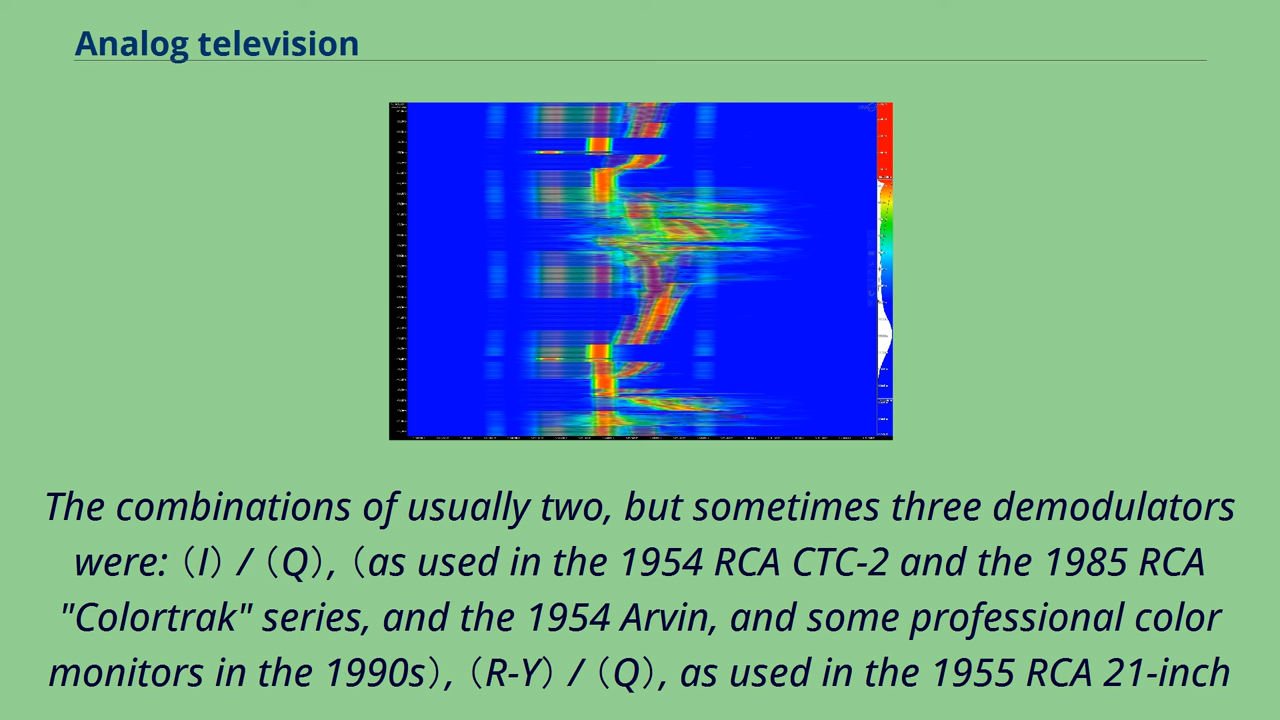 Analog television
The combinations of usually two, but sometimes three demodulators
were: （I）/（Q）, （as used in the 1954 RCA CTC-2 and the 1985 RCA
"Colortrak" series, and the 1954 Arvin, and some professional color
monitors in the 1990s）, （R-Y）/（Q）, as used in the 1955 RCA 21-inch